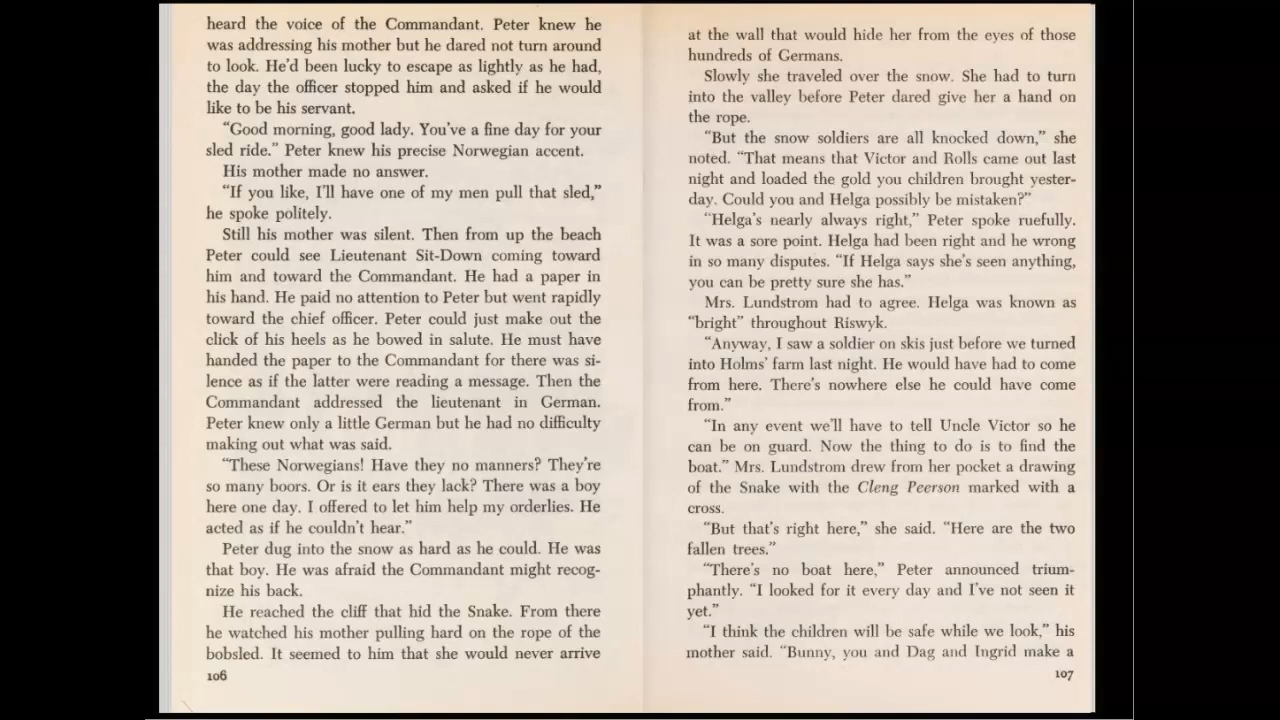 heard the voice of the Commandant. Peter knew he
was addressing his mother but he dared not turn around
to look. He'd been lucky to escape as lightly as he had,
the day the officer stopped him and asked if he would
like to be his servant.
"Good morning, good lady. You've a fine day for your
sled ride." Peter knew his precise Norwegian accent.
His mother made no answer.
"If you like, I'll have one of my men pull that sled,"
he spoke politely.
Still his mother was silent. Then from up the beach
Peter could see Lieutenant Sit-Down coming toward
him and toward the Commandant. He had a paper in
his hand. He paid no attention to Peter but went rapidly
toward the chief officer. Peter could just make out the
click of his heels as he bowed in salute. He must have
handed the paper to the Commandant for there was si-
lence as if the latter were reading a message. Then the
Commandant addressed the lieutenant in German.
Peter knew only a little German but he had no difficulty
making out what was said.
"These Norwegians! Have they no manners? They're
so many boors. Or is it ears they lack? There was a boy
here one day. I offered to let him help my orderlies. He
acted as if he couldn't hear."
Peter dug into the snow as hard as he could. He was
that boy. He was afraid the Commandant might recog-
nize his back.
He reached the cliff that hid the Snake. From there
he watched his mother pulling hard on the rope of the
bobsled. It seemed to him that she would never arrive
106
at the wall that would hide her from the eyes of those
hundreds of Germans.
Slowly she traveled over the snow. She had to turn
into the valley before Peter dared give her a hand on
the rope.
"But the snow soldiers are all knocked down," she
noted. "That means that Victor and Rolls came out last
night and loaded the gold you children brought yester-
day. Could you and Helga possibly be mistaken?"
"Helga's nearly always right," Peter spoke ruefully.
It was a sore point. Helga had been right and he wrong
in so many disputes. "If Helga says she's seen anything,
you can be pretty sure she has."
Mrs. Lundstrom had to agree. Helga was known as
"bright" throughout Riswyk.
"Anyway, I saw a soldier on skis just before we turned
into Holms' farm last night. He would have had to come
from here. There's nowhere else he could have come
from."
"In any event we'll have to tell Uncle Victor so he
can be on guard. Now the thing to do is to find the
boat." Mrs. Lundstrom drew from her pocket a drawing
of the Snake with the Cleng Peerson marked with a
cross.
"But that's right here," she said. "Here are the two
fallen trees."
"There's no boat here," Peter announced trium-
phantly. "I looked for it every day and I've not seen it
yet."
"I think the children will be safe while we look," his
mother said. "Bunny, you and Dag and Ingrid make a
107